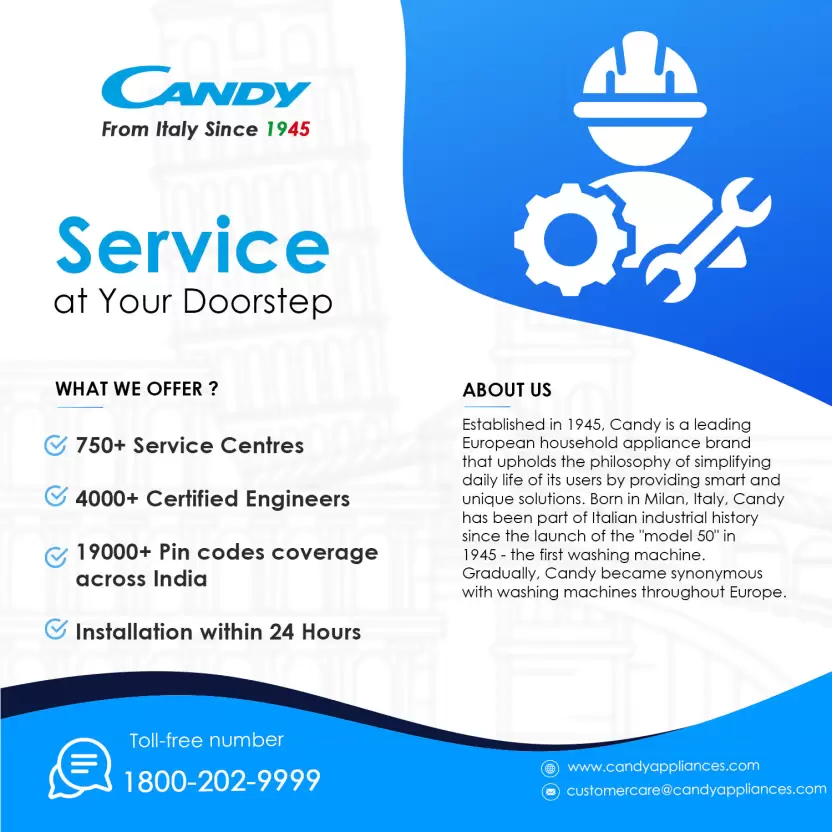 CANDY
From Italy Since 1945
Service
at Your Doorstep
WHAT WE OFFER ?
750+ Service Centres
4000+ Certified Engineers
19000+ Pin codes coverage
across India
Installation within 24 Hours
ABOUT US
Established in 1945, Candy is a leading
European household appliance brand
that upholds the philosophy of simplifying
daily life of its users by providing smart and
unique solutions. Born in Milan, Italy, Candy
has been part of Italian industrial history
since the launch of the "model 50" in
1945 - the first washing machine.
Gradually, Candy became synonymous
with washing machines throughout Europe.
Toll-free number
1800-202-9999
www.candyappliances.com
customercare@candyappliances.com